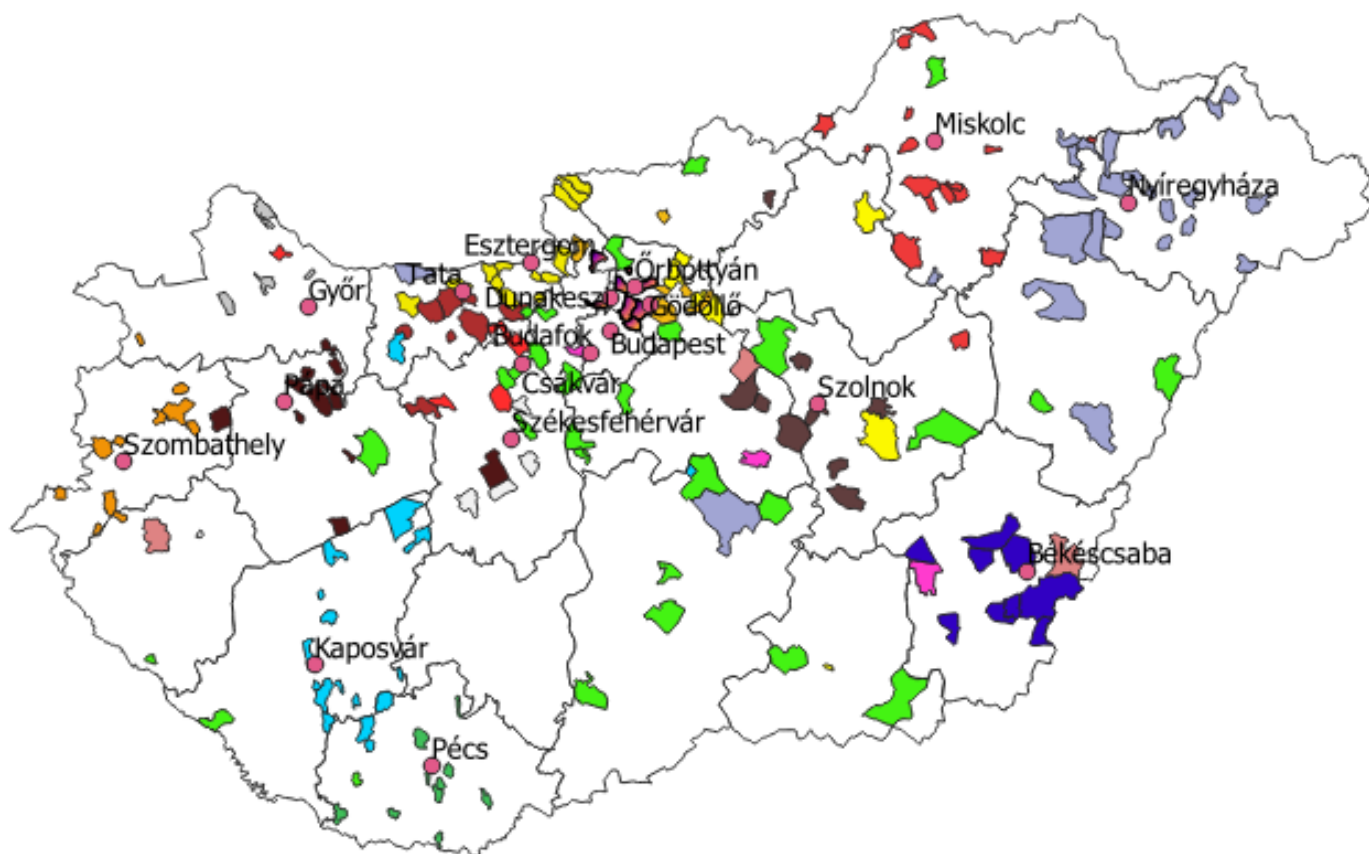 Miskolc
Nyíregyháza
Esztergom
Őrbottyán
Tata
Győr
Dunakeszi
Gödöllő
Budafok
Budapest
Csákvár
Pápa
Szolnok
Székesfehérvár
Szombathely
Békéscsaba
Kaposvár
Pécs